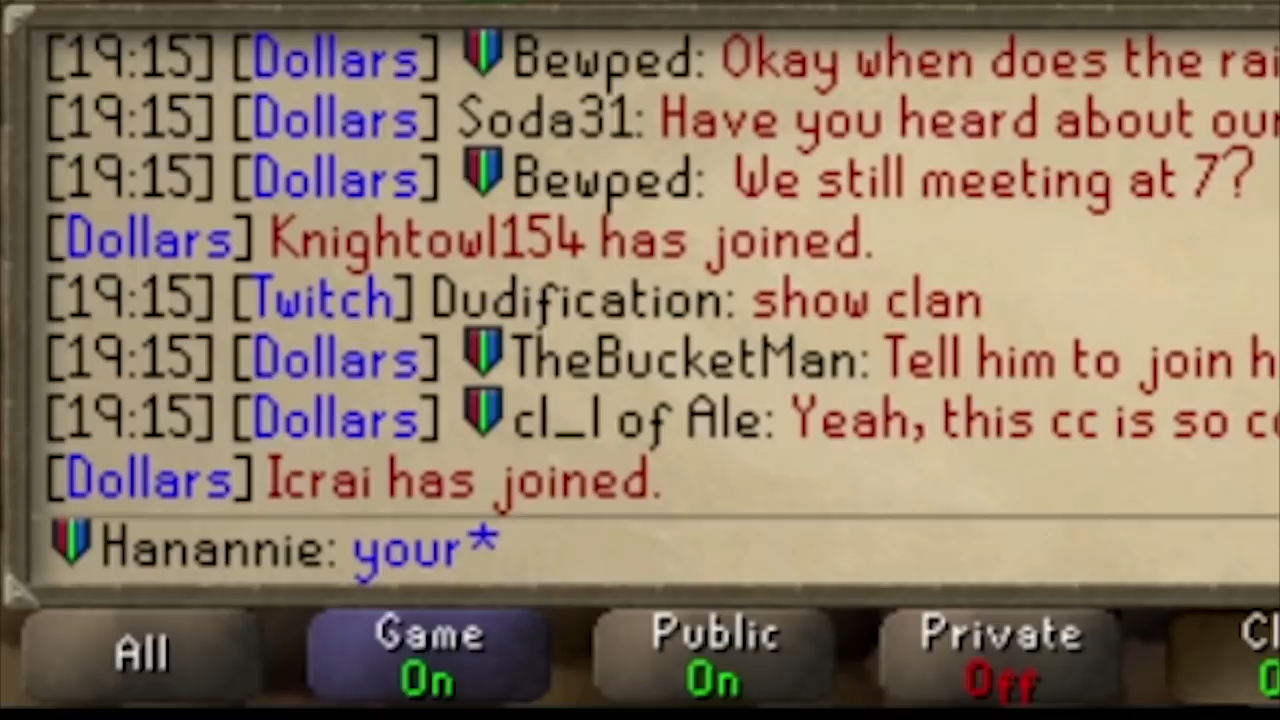 [19:15] [Dollars] Bewped: Okay when does the rai
[19:15] [Dollars] Soda31: Have you heard about our
[19:15] [Dollars] Bewped: We still meeting at 7?
[Dollars] Knightowl154 has joined.
[19:15] [Twitch] Dudification: show clan
[19:15] [Dollars] TheBucketMan: Tell him to join h
[19:15] [Dollars] cl_l of Ale: Yeah, this cc is so co
[Dollars] Icrai has joined.
Hanannie: your*
All
Game
On
Public
On
Private
Off